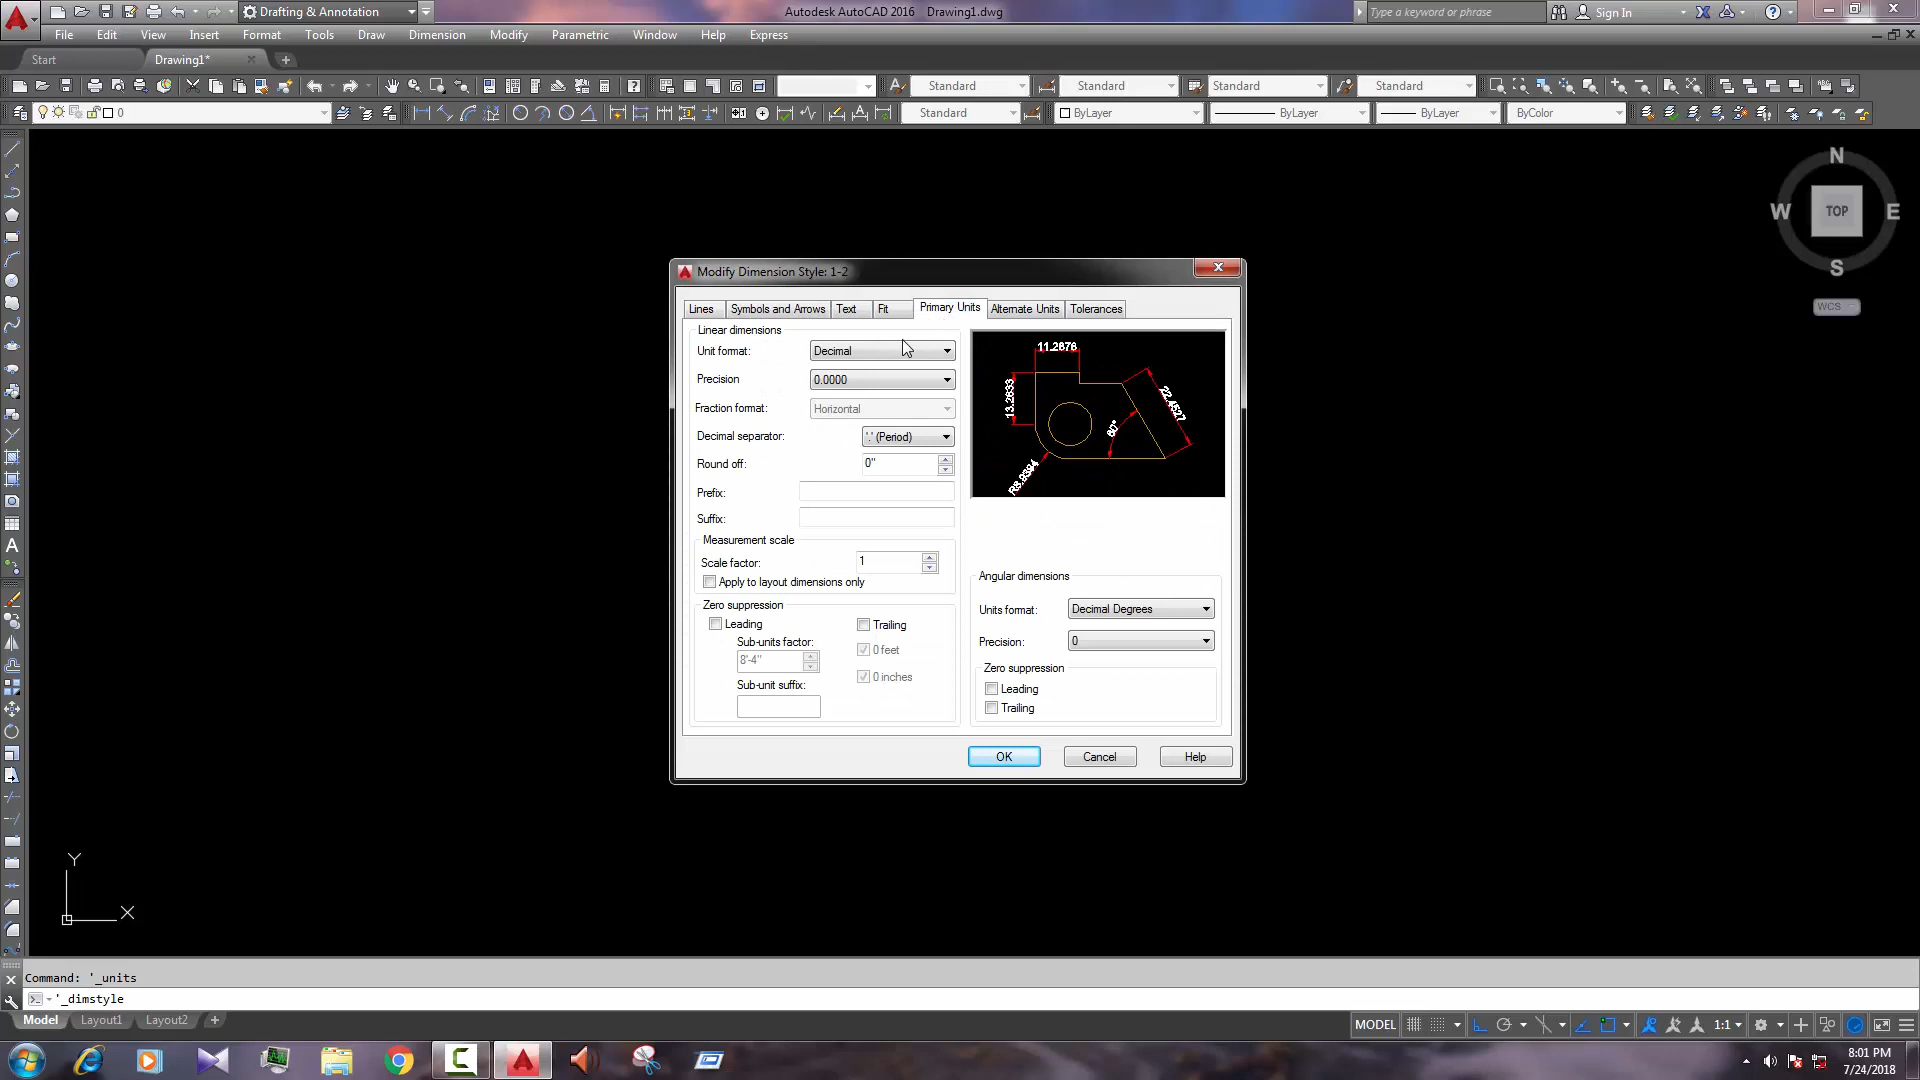 Drafting & Annotation
Autodesk AutoCAD 2016 Drawing1.dwg
Type a keyword or phrase
Sign In
File Edit View Insert Format Tools Draw Dimension Modify Parametric Window Help Express
Start Drawing1*
Standard Standard Standard Standard
0 Standard ByLayer ByLayer ByLayer ByColor
N
W TOP E
S
WCS
Modify Dimension Style: 1-2
Lines Symbols and Arrows Text Fit Primary Units Alternate Units Tolerances
Linear dimensions
Unit format: Decimal
Precision 0.0000
Fraction format: Horizontal
Decimal separator: '.' (Period)
Round off: 0"
Prefix:
Suffix:
Measurement scale
Scale factor: 1
Apply to layout dimensions only
Zero suppression
Leading Trailing
Sub-units factor: 0 feet
8'-4"
0 inches
Sub-unit suffix:
11.2876
13.2633
22.4527
60°
Angular dimensions
Units format: Decimal Degrees
Precision: 0
Zero suppression
Leading
Trailing
OK Cancel Help
Y
X
Command: '_units
'_dimstyle
Model Layout1 Layout2
MODEL 1:1
8:01 PM
7/24/2018